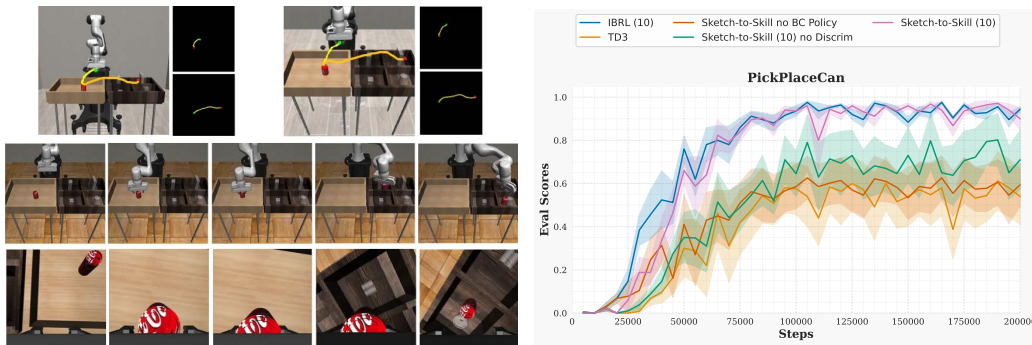 IBRL (10)
Sketch-to-Skill no BC Policy
Sketch-to-Skill (10)
TD3
Sketch-to-Skill (10) no Discrim
PickPlaceCan
Eval Scores
1.0
0.8
0.6
0.4
0.2
0.0
0
25000
50000
75000
100000
125000
150000
175000
20000
Steps